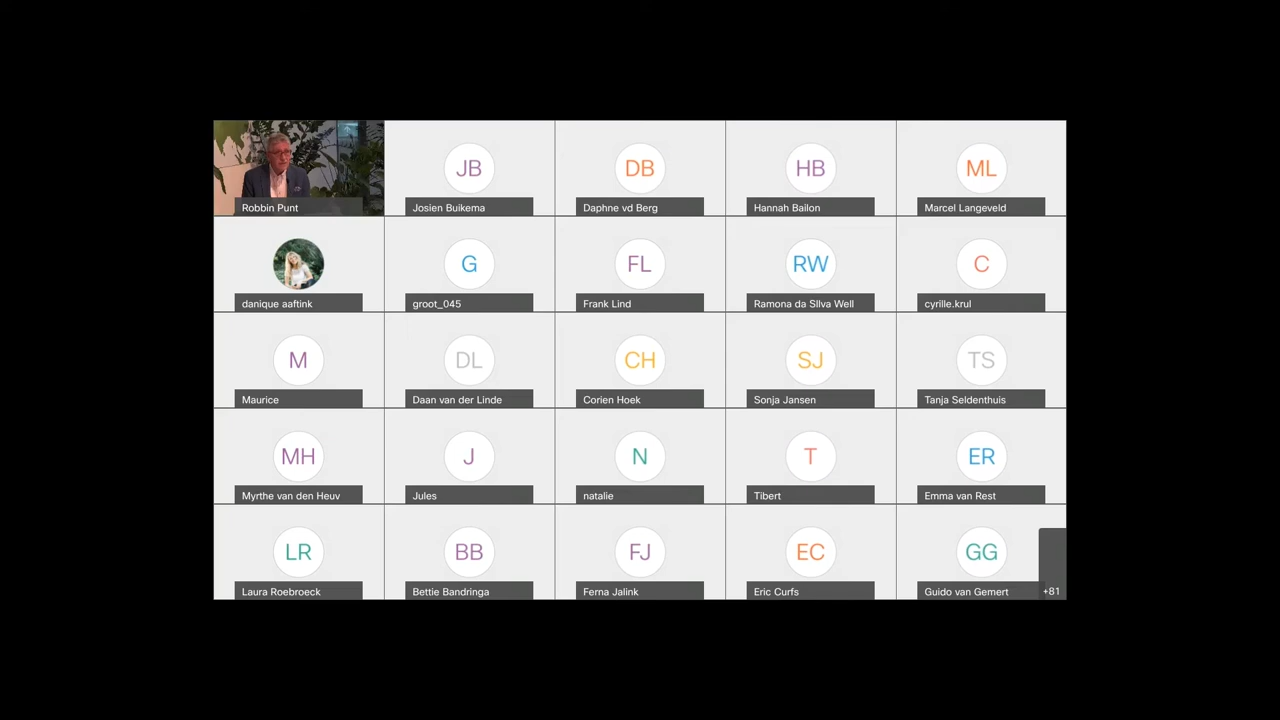 Robbin Punt
JB
Josien Buikema
DB
Daphne vd Berg
HB
Hannah Bailon
ML
Marcel Langeveld
danique aaftink
G
groot_045
FL
Frank Lind
RW
Ramona da SIlva Well
C
cyrille.krul
M
Maurice
DL
Daan van der Linde
CH
Corien Hoek
SJ
Sonja Jansen
TS
Tanja Seldenthuis
MH
Myrthe van den Heuv
J
Jules
N
natalie
T
Tibert
ER
Emma van Rest
LR
Laura Roebroeck
BB
Bettie Bandringa
FJ
Ferna Jalink
EC
Eric Curfs
GG
Guido van Gemert
+81